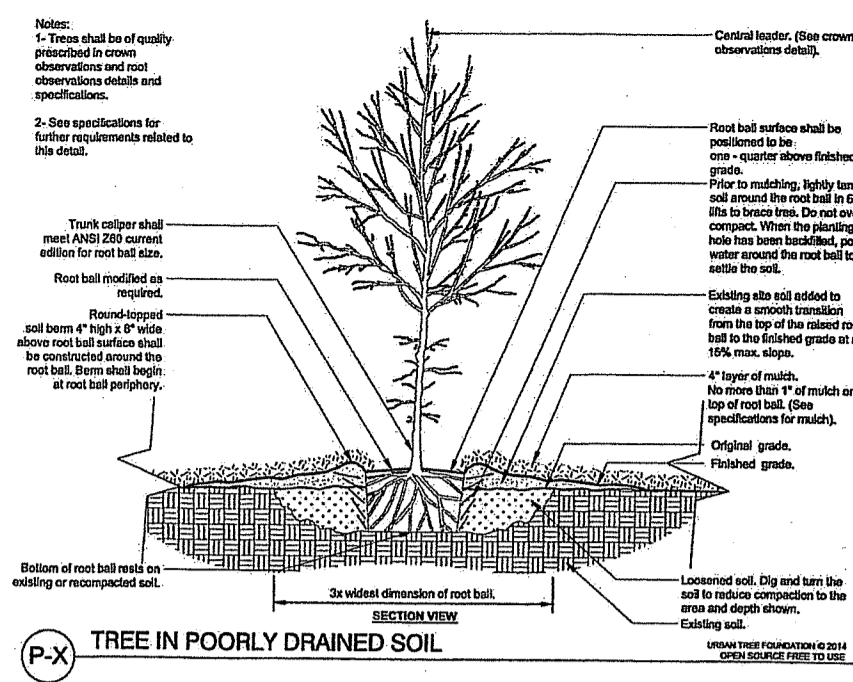 Notes:
1- Trees shall be of quality
prescribed in crown
observations and root
observations details and
specifications.
2- See specifications for
further requirements related to
this detail.
Trunk caliper shall
meet ANSI Z60 current
edition for root ball size.
Root ball modified as
required.
Round-topped
soil berm 4" high x 8" wide
above root ball surface shall
be constructed around the
root ball. Berm shall begin
at root ball periphery.
Bottom of root ball rests on
existing or recompacted soil.
Central leader. (See crown
observations detail).
Root ball surface shall be
positioned to be
one - quarter above finished
grade.
Prior to mulching, lightly tam
soil around the root ball in 6
lifts to brace tree. Do not ov
compact. When the planting
hole has been backfilled, po
water around the root ball to
settle the soil.
Existing site soil added to
create a smooth transition
from the top of the raised ro
ball to the finished grade at
15% max. slope.
4" layer of mulch.
No more than 1" of mulch on
top of root ball. (See
specifications for mulch).
Original grade.
Finished grade.
Loosened soil. Dig and turn the
soil to reduce compaction to the
area and depth shown.
Existing soil.
3x widest dimension of root ball.
SECTION VIEW
P-X TREE IN POORLY DRAINED SOIL
URBAN TREE FOUNDATION © 2014
OPEN SOURCE FREE TO USE